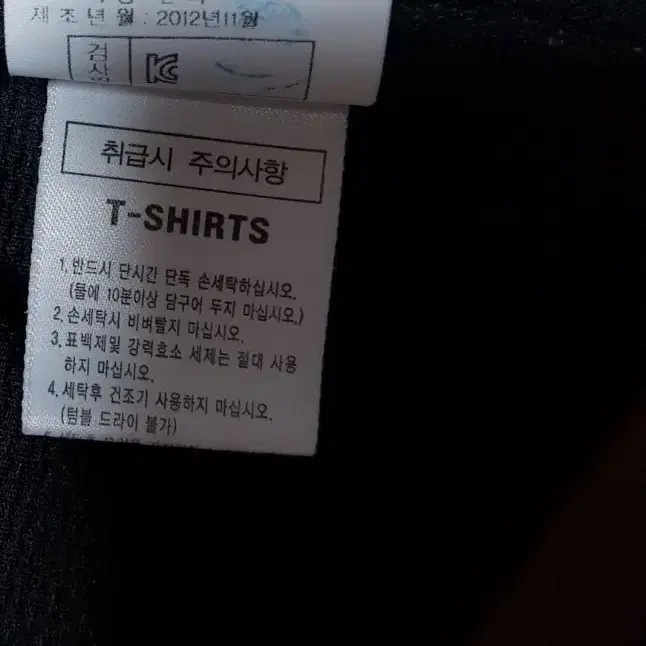 제조년월 : 2012년11월
검
KC
취급시 주의사항
T-SHIRTS
1. 반드시 단시간 단독 손세탁하십시오.
(물에 10분이상 담구어 두지 마십시오.)
2. 손세탁시 비벼빨지 마십시오.
3. 표백제및 강력효소 세제는 절대 사용
하지 마십시오.
4. 세탁후 건조기 사용하지 마십시오.
(텀블 드라이 불가)